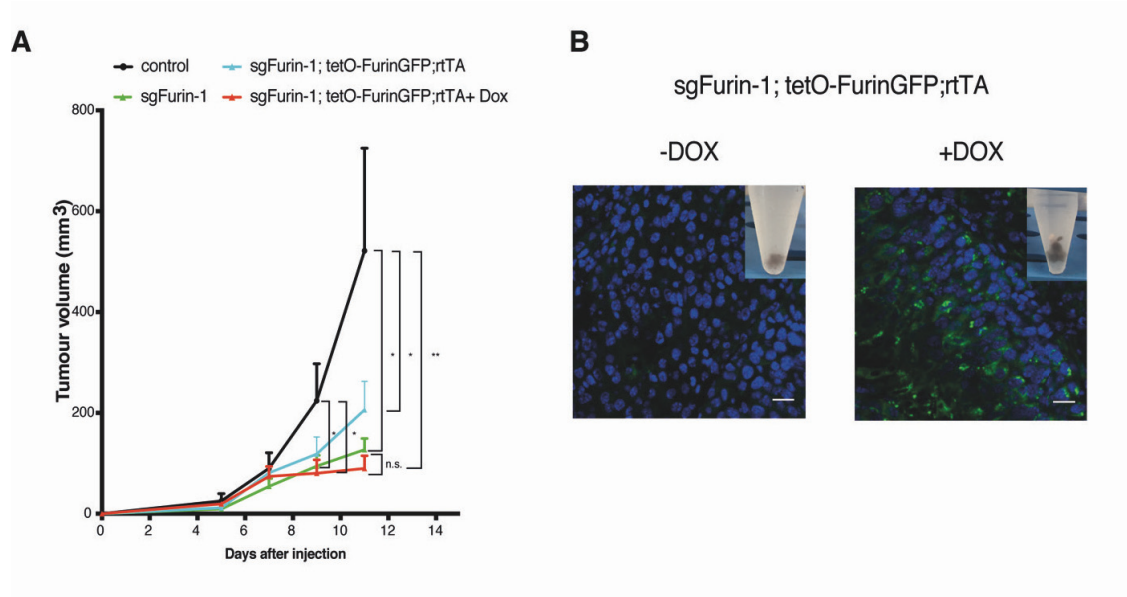 A
control
sgFurin-1; tetO-FurinGFP;rtTA
sgFurin-1
sgFurin-1; tetO-FurinGFP;rtTA+ Dox
800
600
400
200
0
Tumour volume (mm3)
* * **
* *
n.s.
0 2 4 6 8 10 12 14
Days after injection
B
sgFurin-1; tetO-FurinGFP;rtTA
-DOX
+DOX